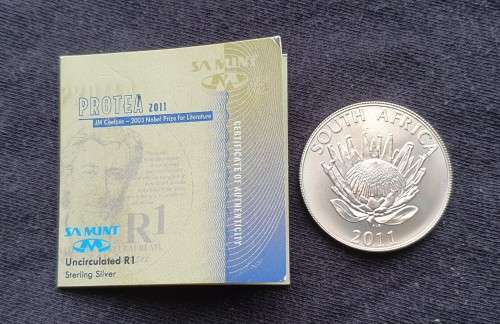 SA MINT
PROTEA 2011
JM Coetzee – 2003 Nobel Prize for Literature
CERTIFICATE OF AUTHENTICITY
R1
SA MINT
Uncirculated R1
Sterling Silver
SOUTH AFRICA
2011